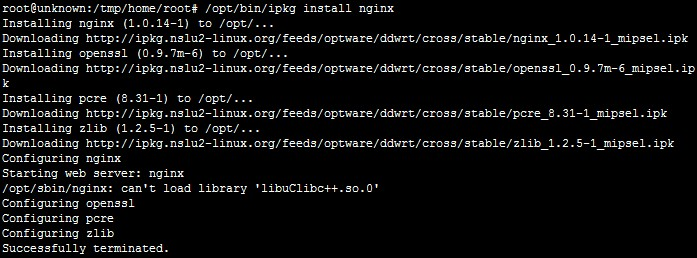 root@unknown:/tmp/home/root# /opt/bin/ipkg install nginx
Installing nginx (1.0.14-1) to /opt/...
Downloading http://ipkg.nslu2-linux.org/feeds/optware/ddwrt/cross/stable/nginx_1.0.14-1_mipsel.ipk
Installing openssl (0.9.7m-6) to /opt/...
Downloading http://ipkg.nslu2-linux.org/feeds/optware/ddwrt/cross/stable/openssl_0.9.7m-6_mipsel.ip
k
Installing pcre (8.31-1) to /opt/...
Downloading http://ipkg.nslu2-linux.org/feeds/optware/ddwrt/cross/stable/pcre_8.31-1_mipsel.ipk
Installing zlib (1.2.5-1) to /opt/...
Downloading http://ipkg.nslu2-linux.org/feeds/optware/ddwrt/cross/stable/zlib_1.2.5-1_mipsel.ipk
Configuring nginx
Starting web server: nginx
/opt/sbin/nginx: can't load library 'libuClibc++.so.0'
Configuring openssl
Configuring pcre
Configuring zlib
Successfully terminated.